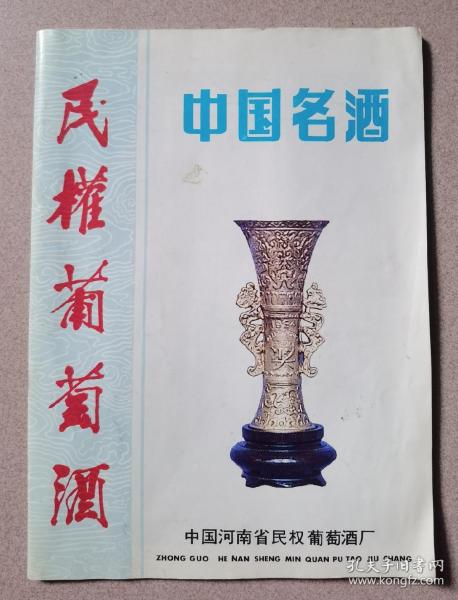 民權葡萄酒
中国名酒
中国河南省民权葡萄酒厂
ZHONG GUO HE NAN SHENG MIN QUAN PU TAO JIU CHANG
孔夫子旧书网
www.kongfz.com